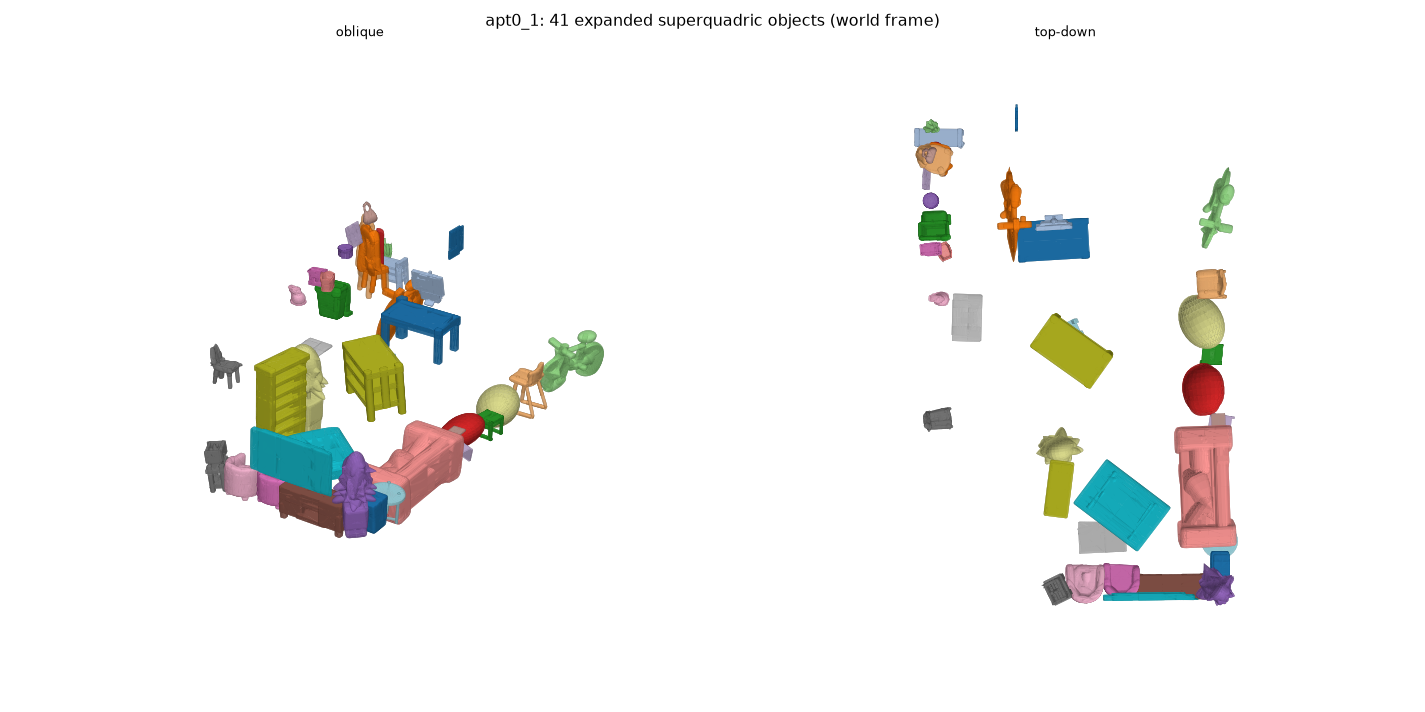 apt0_1: 41 expanded superquadric objects (world frame)
oblique
top-down